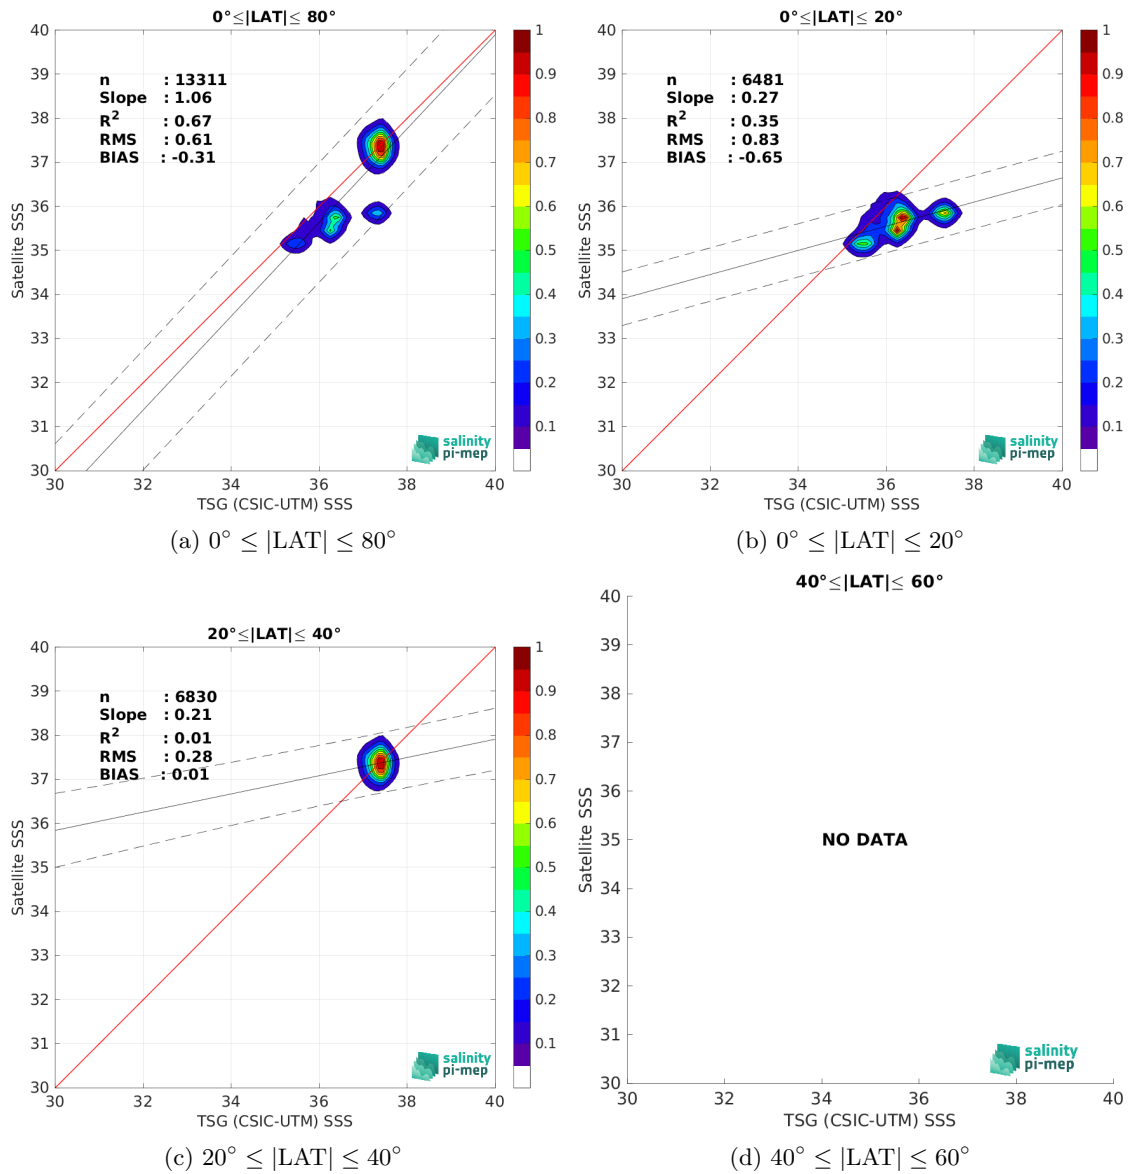 0°≤|LAT|≤ 80°
40
39
38
37
36
35
34
33
32
31
30
n : 13311
Slope : 1.06
R² : 0.67
RMS : 0.61
BIAS : -0.31
Satellite SSS
30 32 34 36 38 40
TSG (CSIC-UTM) SSS
1
0.9
0.8
0.7
0.6
0.5
0.4
0.3
0.2
0.1
salinity
pi-mep
(a) 0° ≤ |LAT| ≤ 80°
0°≤|LAT|≤ 20°
40
39
38
37
36
35
34
33
32
31
30
n : 6481
Slope : 0.27
R² : 0.35
RMS : 0.83
BIAS : -0.65
Satellite SSS
30 32 34 36 38 40
TSG (CSIC-UTM) SSS
1
0.9
0.8
0.7
0.6
0.5
0.4
0.3
0.2
0.1
salinity
pi-mep
(b) 0° ≤ |LAT| ≤ 20°
20°≤|LAT|≤ 40°
40
39
38
37
36
35
34
33
32
31
30
n : 6830
Slope : 0.21
R² : 0.01
RMS : 0.28
BIAS : 0.01
Satellite SSS
30 32 34 36 38 40
TSG (CSIC-UTM) SSS
1
0.9
0.8
0.7
0.6
0.5
0.4
0.3
0.2
0.1
salinity
pi-mep
(c) 20° ≤ |LAT| ≤ 40°
40°≤|LAT|≤ 60°
40
39
38
37
36
35
34
33
32
31
30
NO DATA
Satellite SSS
30 32 34 36 38 40
TSG (CSIC-UTM) SSS
salinity
pi-mep
(d) 40° ≤ |LAT| ≤ 60°